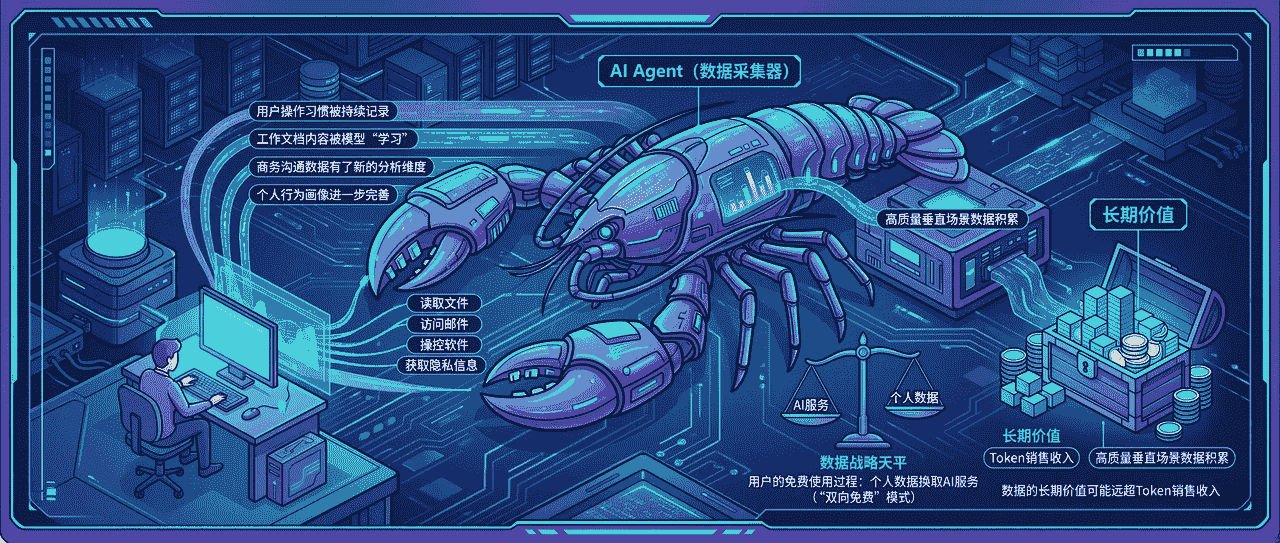 AI Agent（数据采集器）
用户操作习惯被持续记录
工作文档内容被模型“学习”
商务沟通数据有了新的分析维度
个人行为画像进一步完善
高质量垂直场景数据积累
长期价值
读取文件
访问邮件
操控软件
获取隐私信息
AI服务
个人数据
数据战略天平
用户的免费使用过程：个人数据换取AI服务
（“双向免费”模式）
长期价值
Token销售收入
高质量垂直场景数据积累
数据的长期价值可能远超Token销售收入